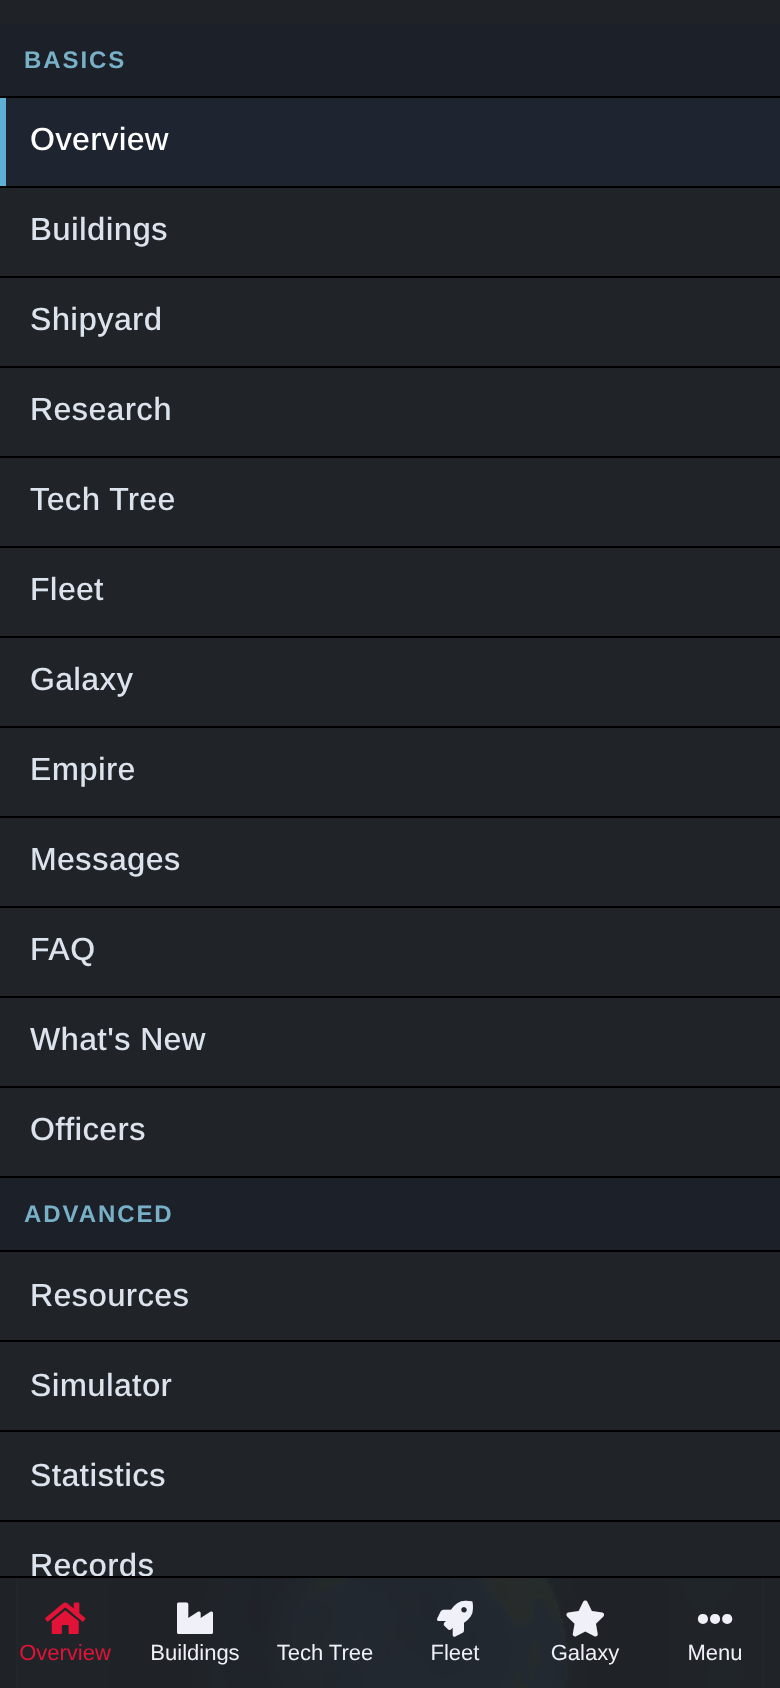 BASICS
Overview
Buildings
Shipyard
Research
Tech Tree
Fleet
Galaxy
Empire
Messages
FAQ
What's New
Officers
ADVANCED
Resources
Simulator
Statistics
Records
Overview
Buildings
Tech Tree
Fleet
Galaxy
Menu